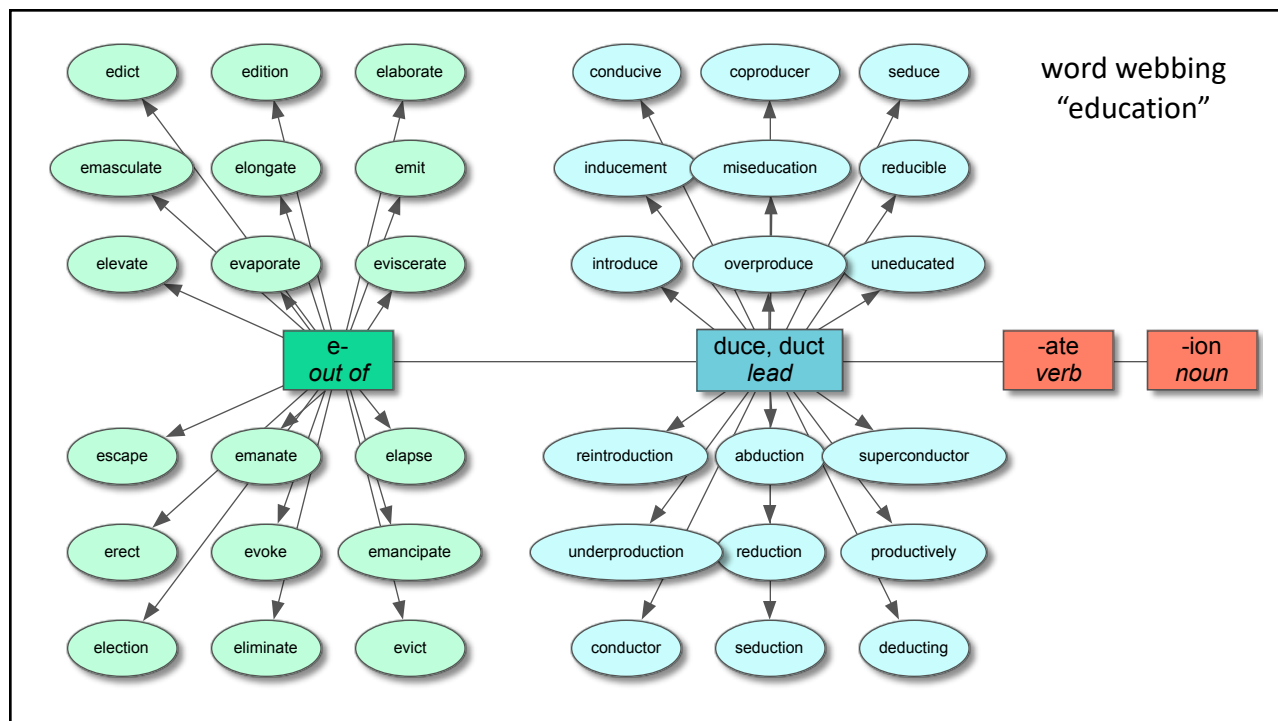 word webbing
“education”
edict
edition
elaborate
conducive
coproducer
seduce
emasculate
elongate
emit
inducement
miseducation
reducible
elevate
evaporate
eviscerate
introduce
overproduce
uneducated
e-
out of
duce, duct
lead
-ate
verb
-ion
noun
escape
emanate
elapse
reintroduction
abduction
superconductor
erect
evoke
emancipate
underproduction
reduction
productively
election
eliminate
evict
conductor
seduction
deducting